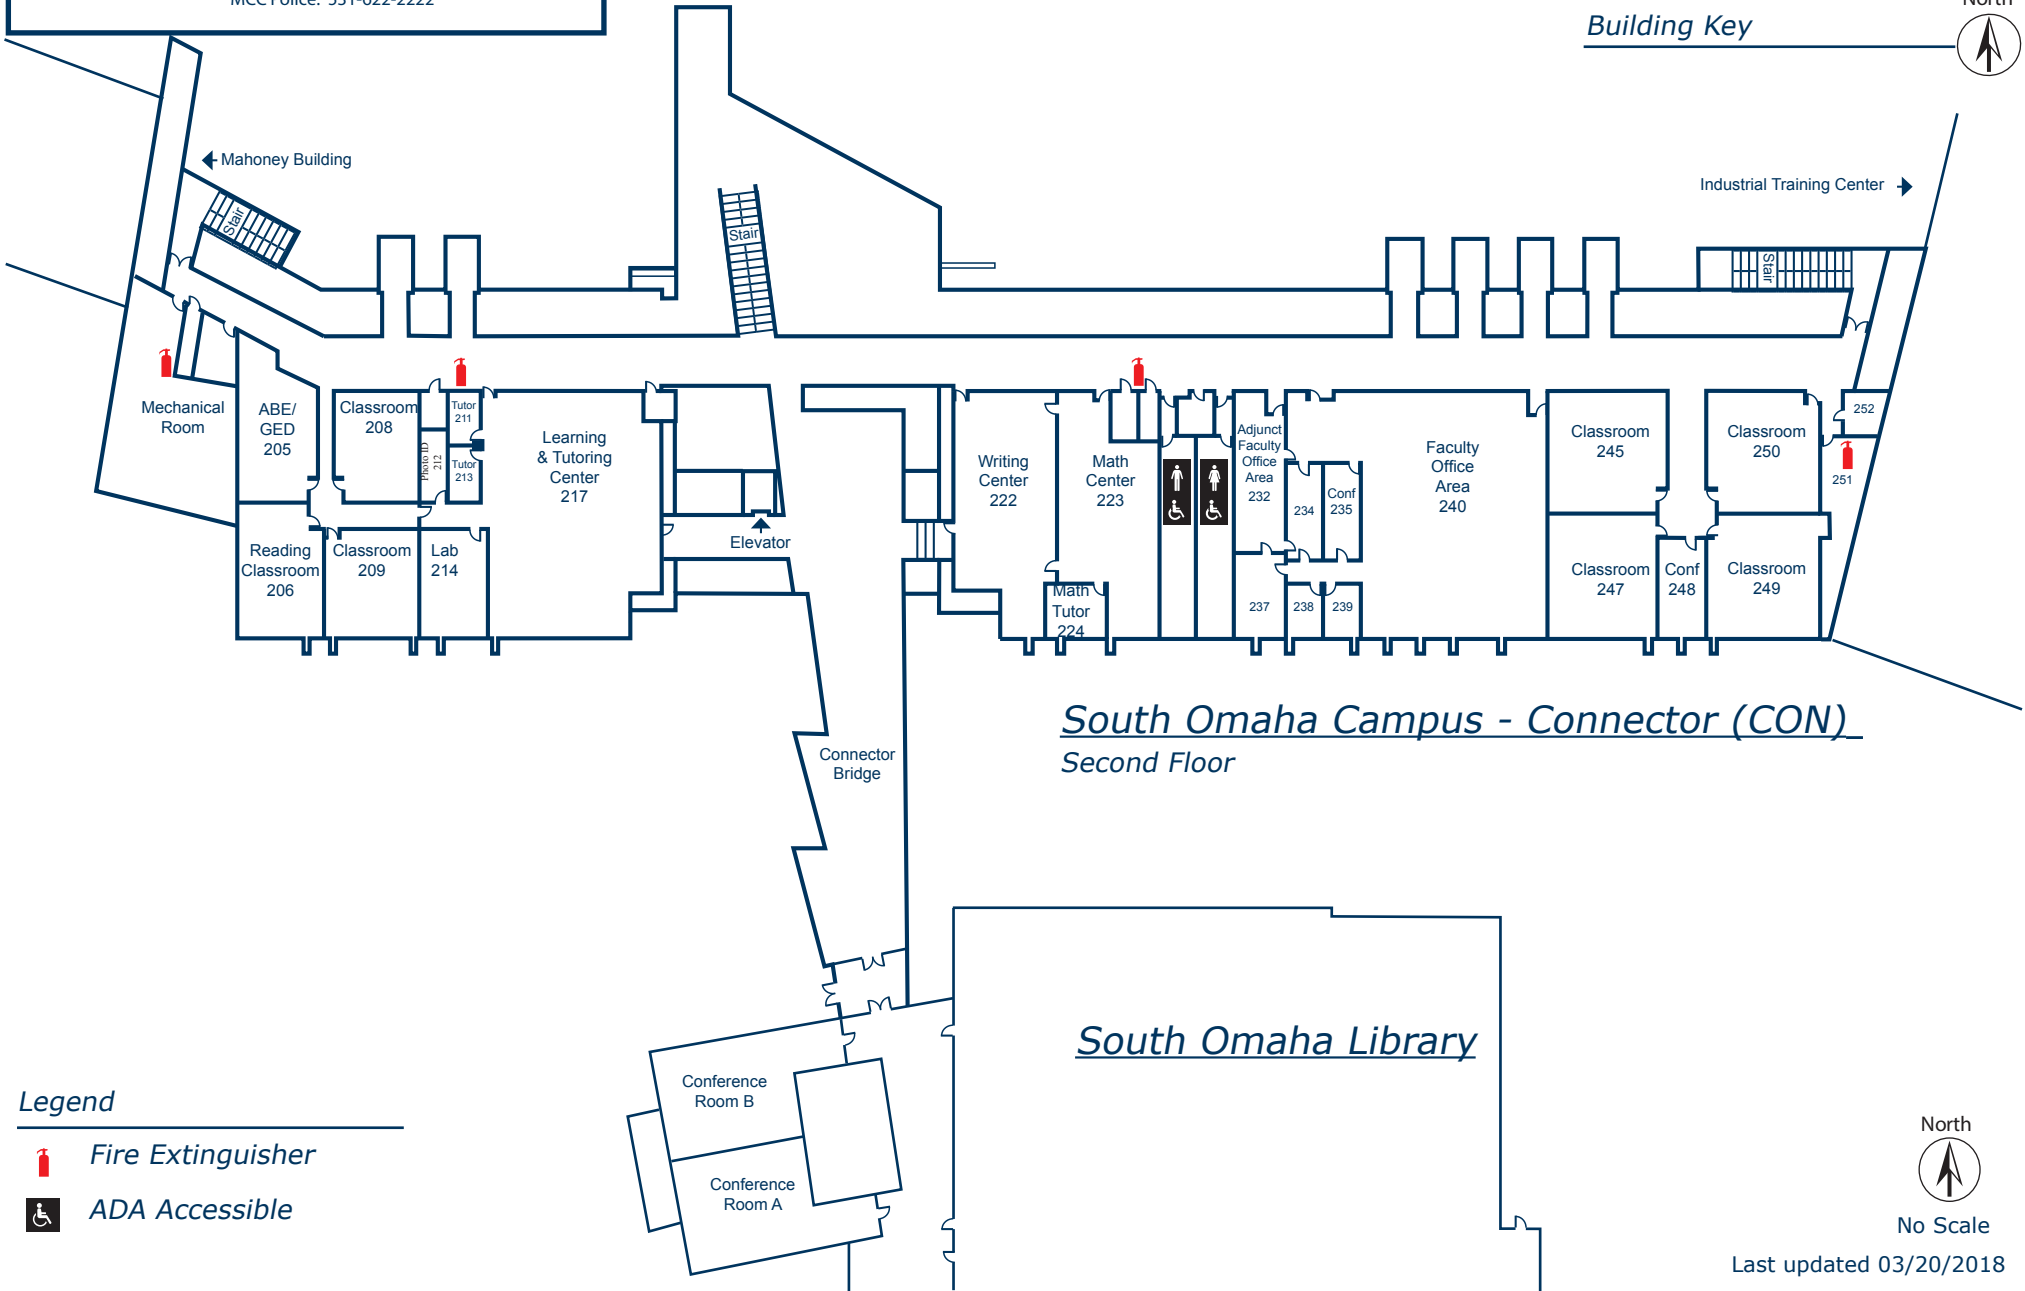 MCC Police: 531-622-2222
North
Building Key
Mahoney Building
Industrial Training Center
Stair
Stair
Stair
Mechanical
Room
ABE/
GED
205
Classroom
208
Photo ID
212
Tutor
211
Tutor
213
Learning
& Tutoring
Center
217
Reading
Classroom
206
Classroom
209
Lab
214
Elevator
Writing
Center
222
Math
Center
223
Math
Tutor
224
Adjunct
Faculty
Office
Area
232
234
Conf
235
237
238
239
Faculty
Office
Area
240
Classroom
245
Classroom
247
Conf
248
Classroom
250
Classroom
249
252
251
South Omaha Campus - Connector (CON)
Second Floor
Connector
Bridge
South Omaha Library
Conference
Room B
Conference
Room A
Legend
Fire Extinguisher
ADA Accessible
North
No Scale
Last updated 03/20/2018